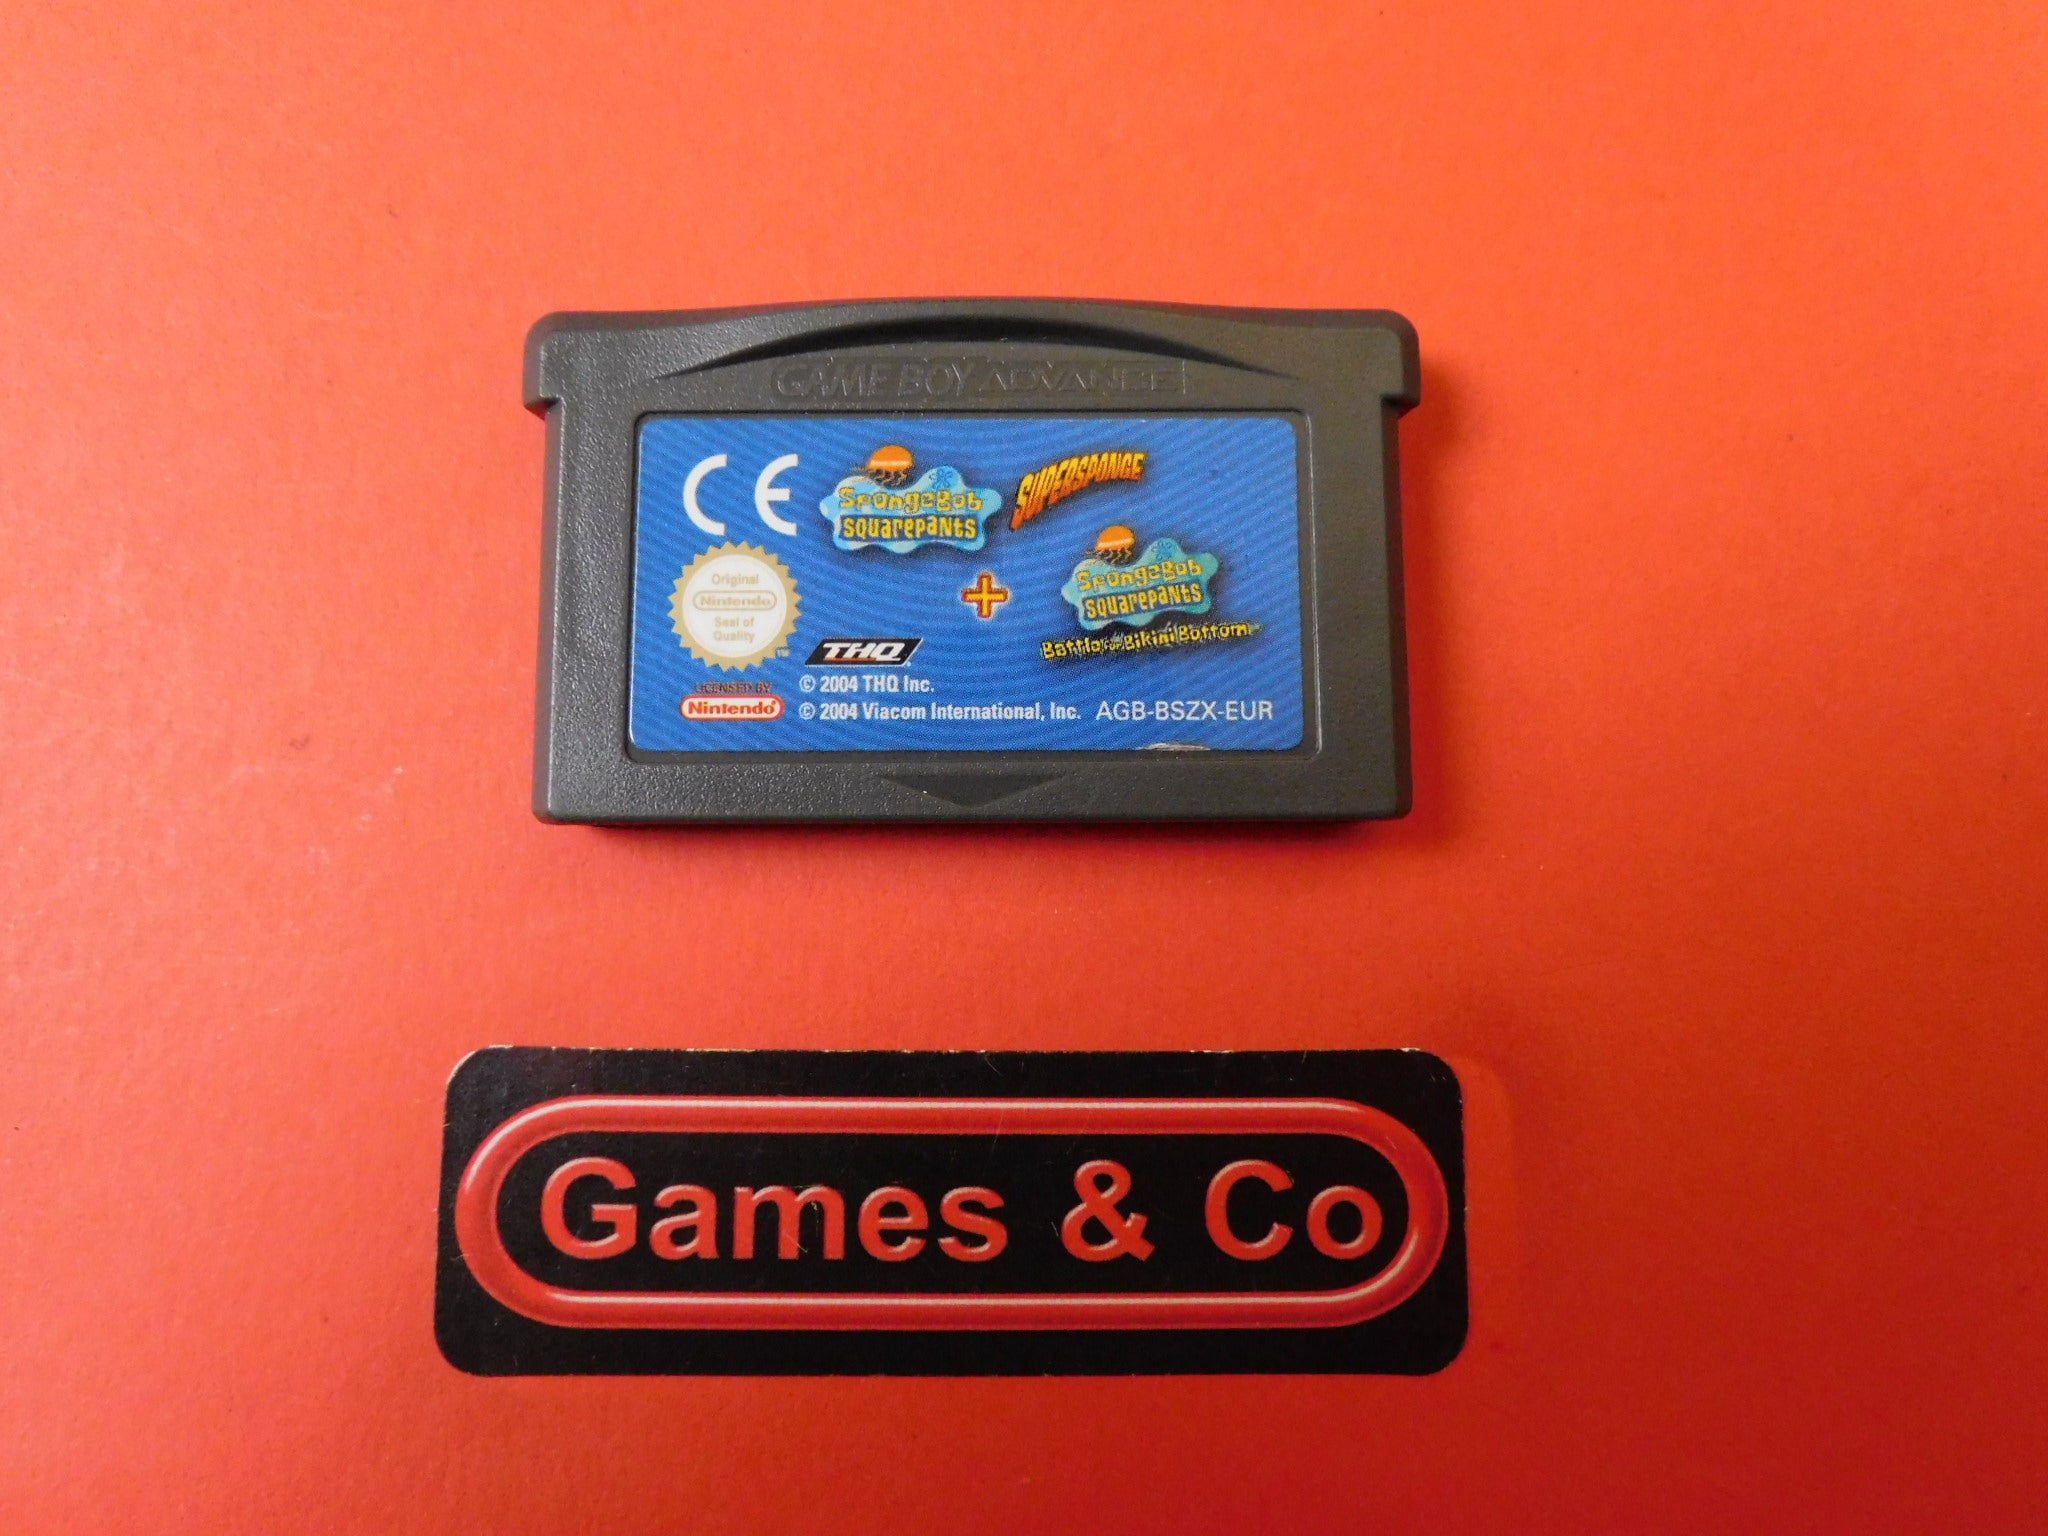 GAME BOY ADVANCE
CE
SpongeBob
SQUAREPANTS
SUPERSPONGE
+
SpongeBob
SQUAREPANTS
Battle for Bikini Bottom
Original
Nintendo
Seal of
Quality
TM
THQ
LICENSED BY
Nintendo®
© 2004 THQ Inc.
© 2004 Viacom International, Inc. AGB-BSZX-EUR
Games & Co